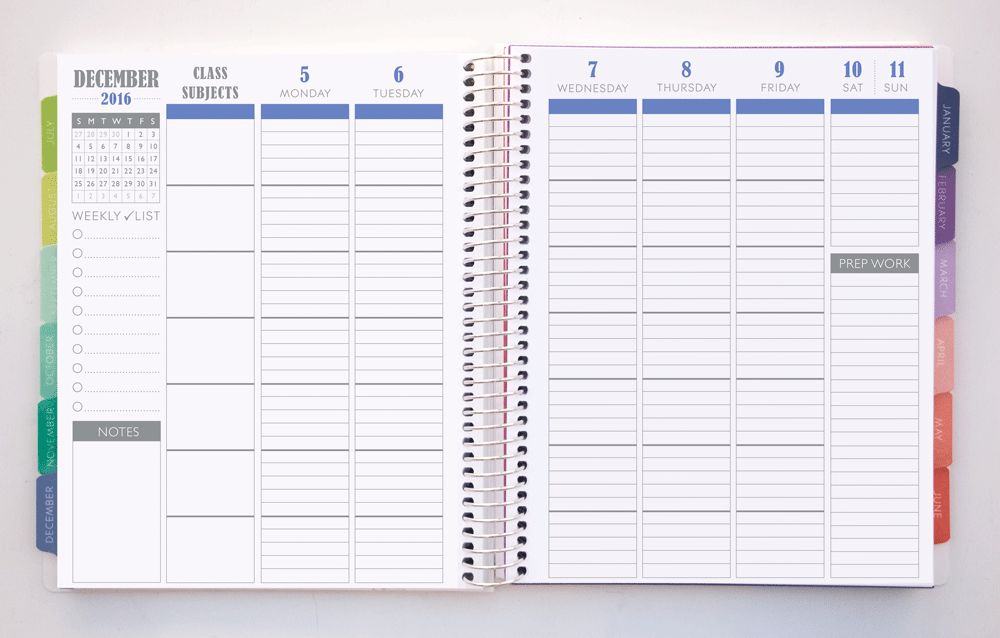 DECEMBER
2016
S M T W T F S
27 28 29 30 1 2 3
4 5 6 7 8 9 10
11 12 13 14 15 16 17
18 19 20 21 22 23 24
25 26 27 28 29 30 31
1 2 3 4 5 6 7
WEEKLY ✓LIST
NOTES
CLASS
SUBJECTS
5
MONDAY
6
TUESDAY
7
WEDNESDAY
8
THURSDAY
9
FRIDAY
10
SAT
11
SUN
PREP WORK
JULY
AUGUST
SEPTEMBER
OCTOBER
NOVEMBER
DECEMBER
JANUARY
FEBRUARY
MARCH
APRIL
MAY
JUNE